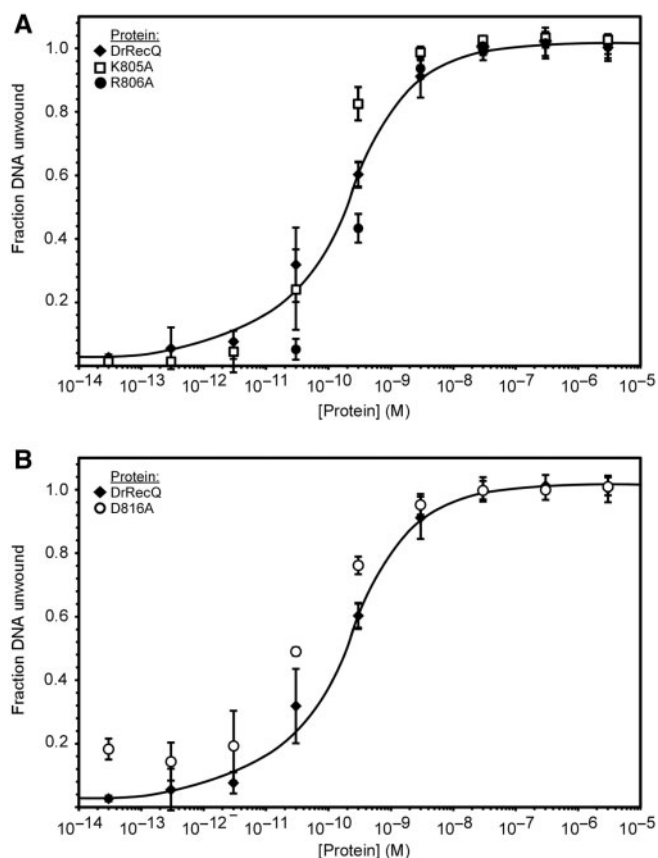 A
Protein:
DrRecQ
K805A
R806A
Fraction DNA unwound
1.0
0.8
0.6
0.4
0.2
10⁻¹⁴ 10⁻¹³ 10⁻¹² 10⁻¹¹ 10⁻¹⁰ 10⁻⁹ 10⁻⁸ 10⁻⁷ 10⁻⁶ 10⁻⁵
[Protein] (M)
B
Protein:
DrRecQ
D816A
Fraction DNA unwound
1.0
0.8
0.6
0.4
0.2
10⁻¹⁴ 10⁻¹³ 10⁻¹² 10⁻¹¹ 10⁻¹⁰ 10⁻⁹ 10⁻⁸ 10⁻⁷ 10⁻⁶ 10⁻⁵
[Protein] (M)